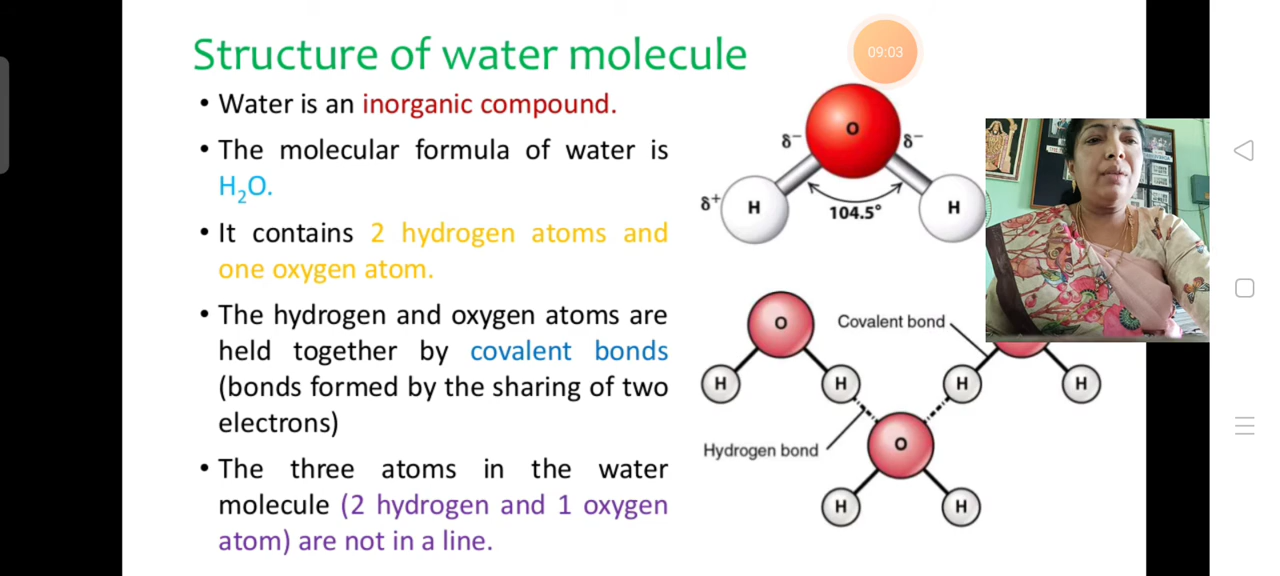 Structure of water molecule
09:03
• Water is an inorganic compound.
• The molecular formula of water is
H₂O.
• It contains 2 hydrogen atoms and
one oxygen atom.
• The hydrogen and oxygen atoms are
held together by covalent bonds
(bonds formed by the sharing of two
electrons)
• The three atoms in the water
molecule (2 hydrogen and 1 oxygen
atom) are not in a line.
O
δ⁻ δ⁻
δ⁺ H 104.5° H
O Covalent bond
H H H H
Hydrogen bond O
H H